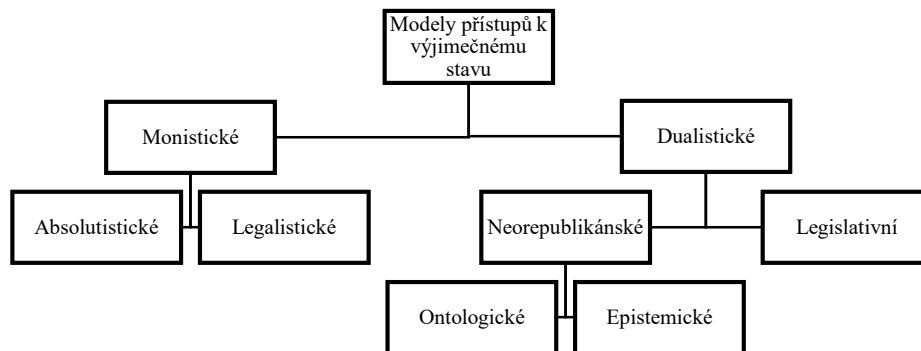 Modely přístupů k
výjimečnému
stavu
Monistické
Dualistické
Absolutistické
Legalistické
Neorepublikánské
Legislativní
Ontologické
Epistemické